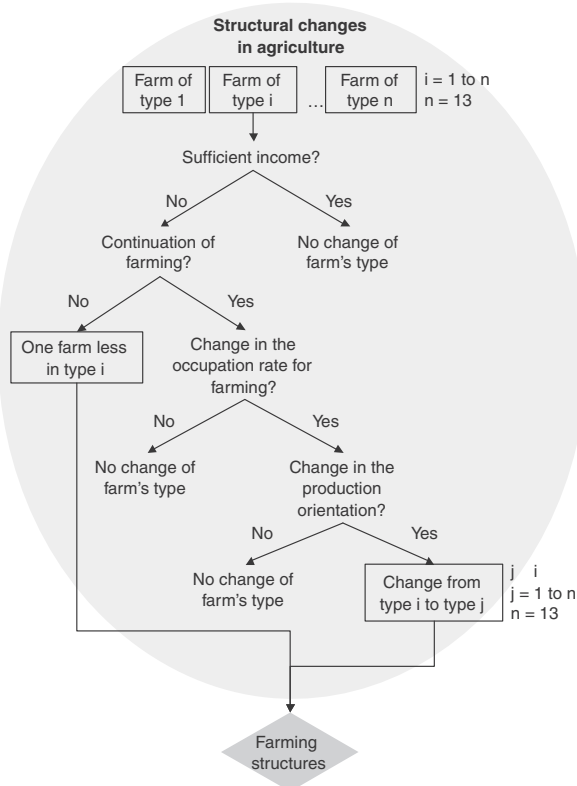 Structural changes
in agriculture
Farm of
type 1
Farm of
type i
...
Farm of
type n
i = 1 to n
n = 13
Sufficient income?
No
Yes
Continuation of
farming?
No change of
farm's type
No
Yes
One farm less
in type i
Change in the
occupation rate for
farming?
No
Yes
No change of
farm's type
Change in the
production
orientation?
No
Yes
No change of
farm's type
Change from
type i to type j
j i
j = 1 to n
n = 13
Farming
structures